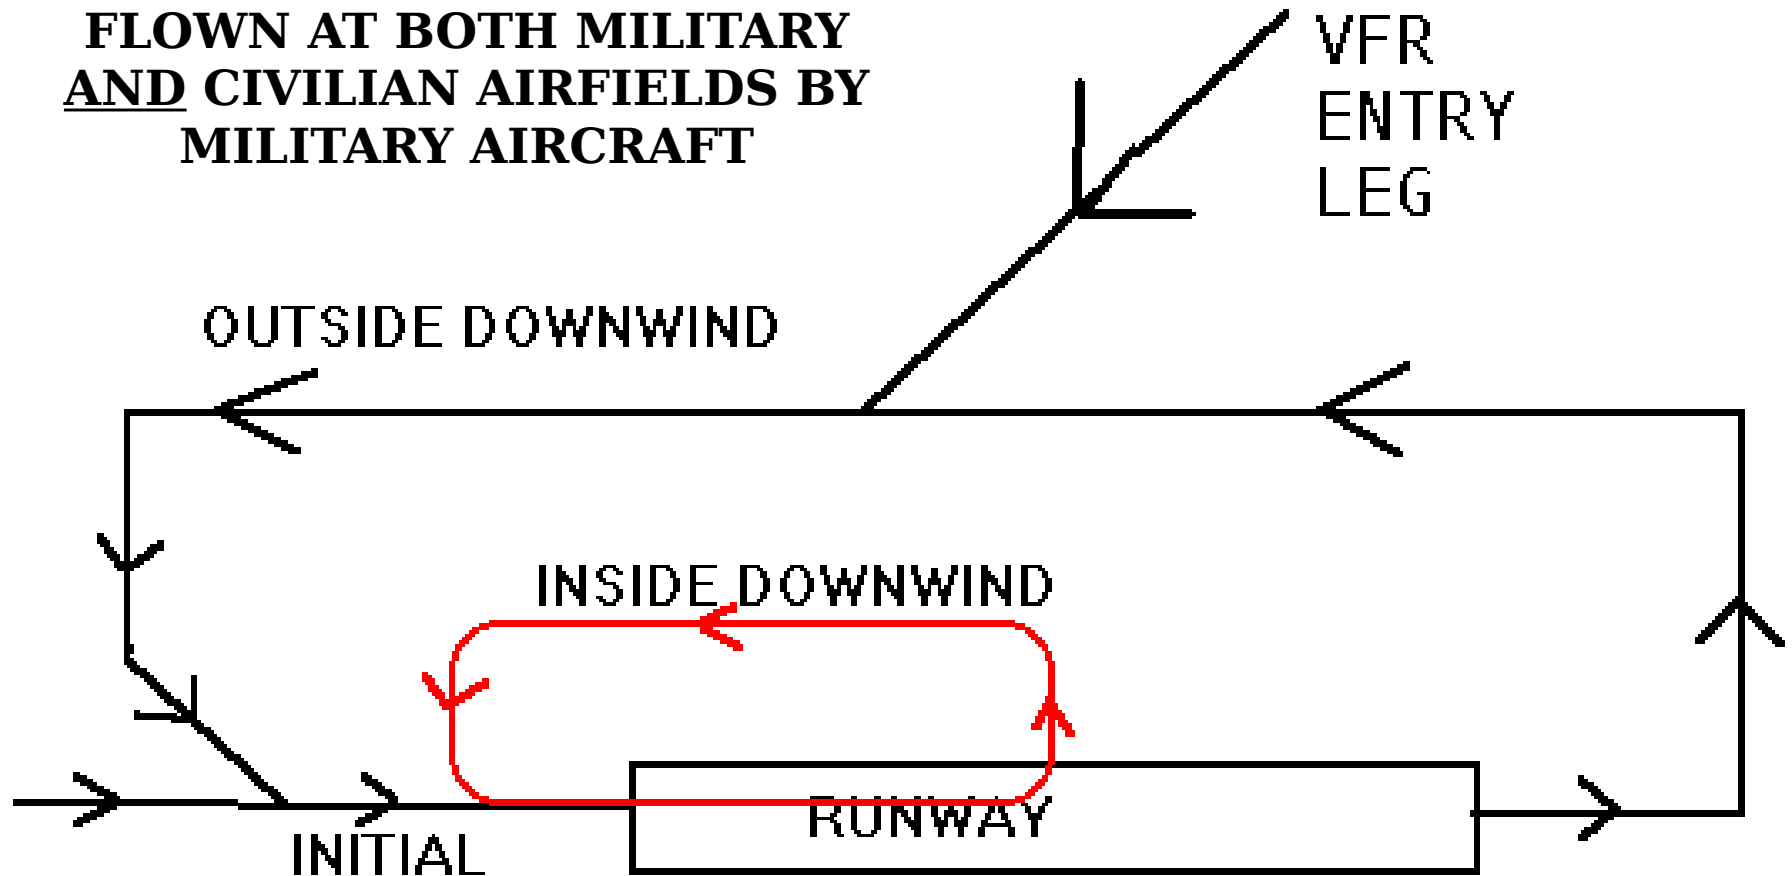 FLOWN AT BOTH MILITARY
AND CIVILIAN AIRFIELDS BY
MILITARY AIRCRAFT
VFR
ENTRY
LEG
OUTSIDE DOWNWIND
INSIDE DOWNWIND
RUNWAY
INITIAL